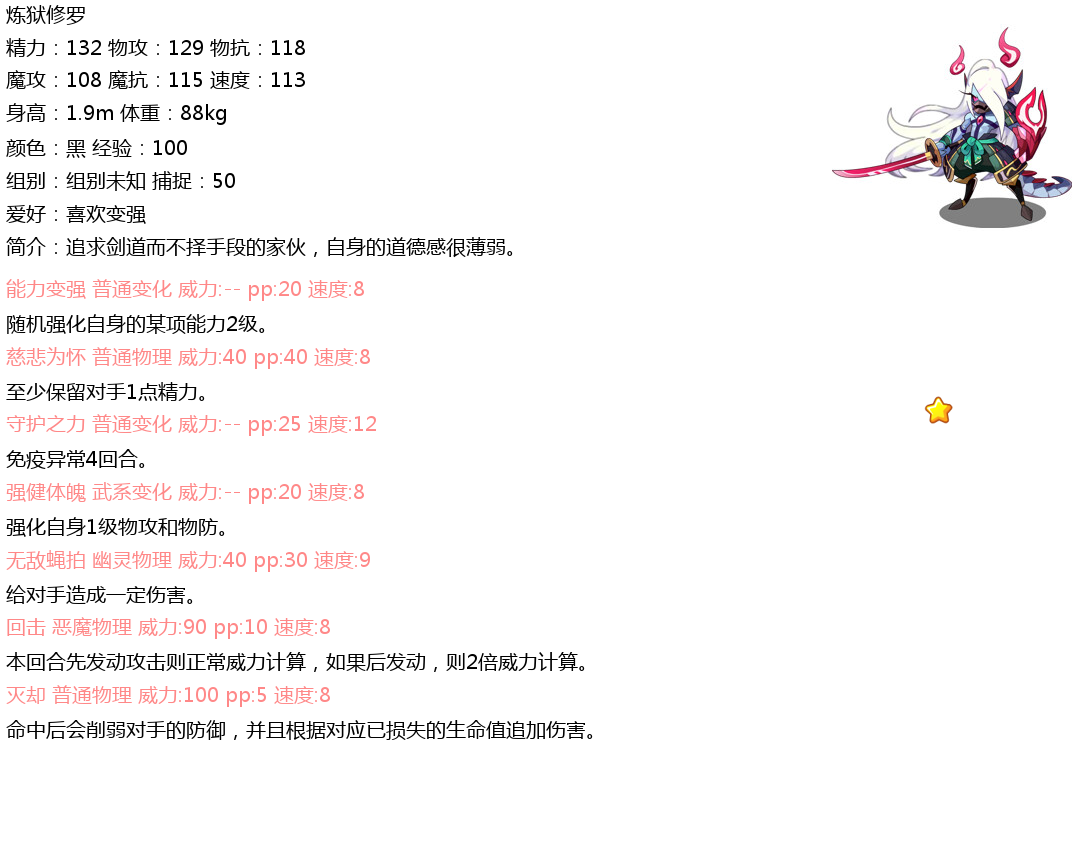 炼狱修罗
精力：132 物攻：129 物抗：118
魔攻：108 魔抗：115 速度：113
身高：1.9m 体重：88kg
颜色：黑 经验：100
组别：组别未知 捕捉：50
爱好：喜欢变强
简介：追求剑道而不择手段的家伙，自身的道德感很薄弱。
能力变强 普通变化 威力:-- pp:20 速度:8
随机强化自身的某项能力2级。
慈悲为怀 普通物理 威力:40 pp:40 速度:8
至少保留对手1点精力。
守护之力 普通变化 威力:-- pp:25 速度:12
免疫异常4回合。
强健体魄 武系变化 威力:-- pp:20 速度:8
强化自身1级物攻和物防。
无敌蝇拍 幽灵物理 威力:40 pp:30 速度:9
给对手造成一定伤害。
回击 恶魔物理 威力:90 pp:10 速度:8
本回合先发动攻击则正常威力计算，如果后发动，则2倍威力计算。
灭却 普通物理 威力:100 pp:5 速度:8
命中后会削弱对手的防御，并且根据对应已损失的生命值追加伤害。